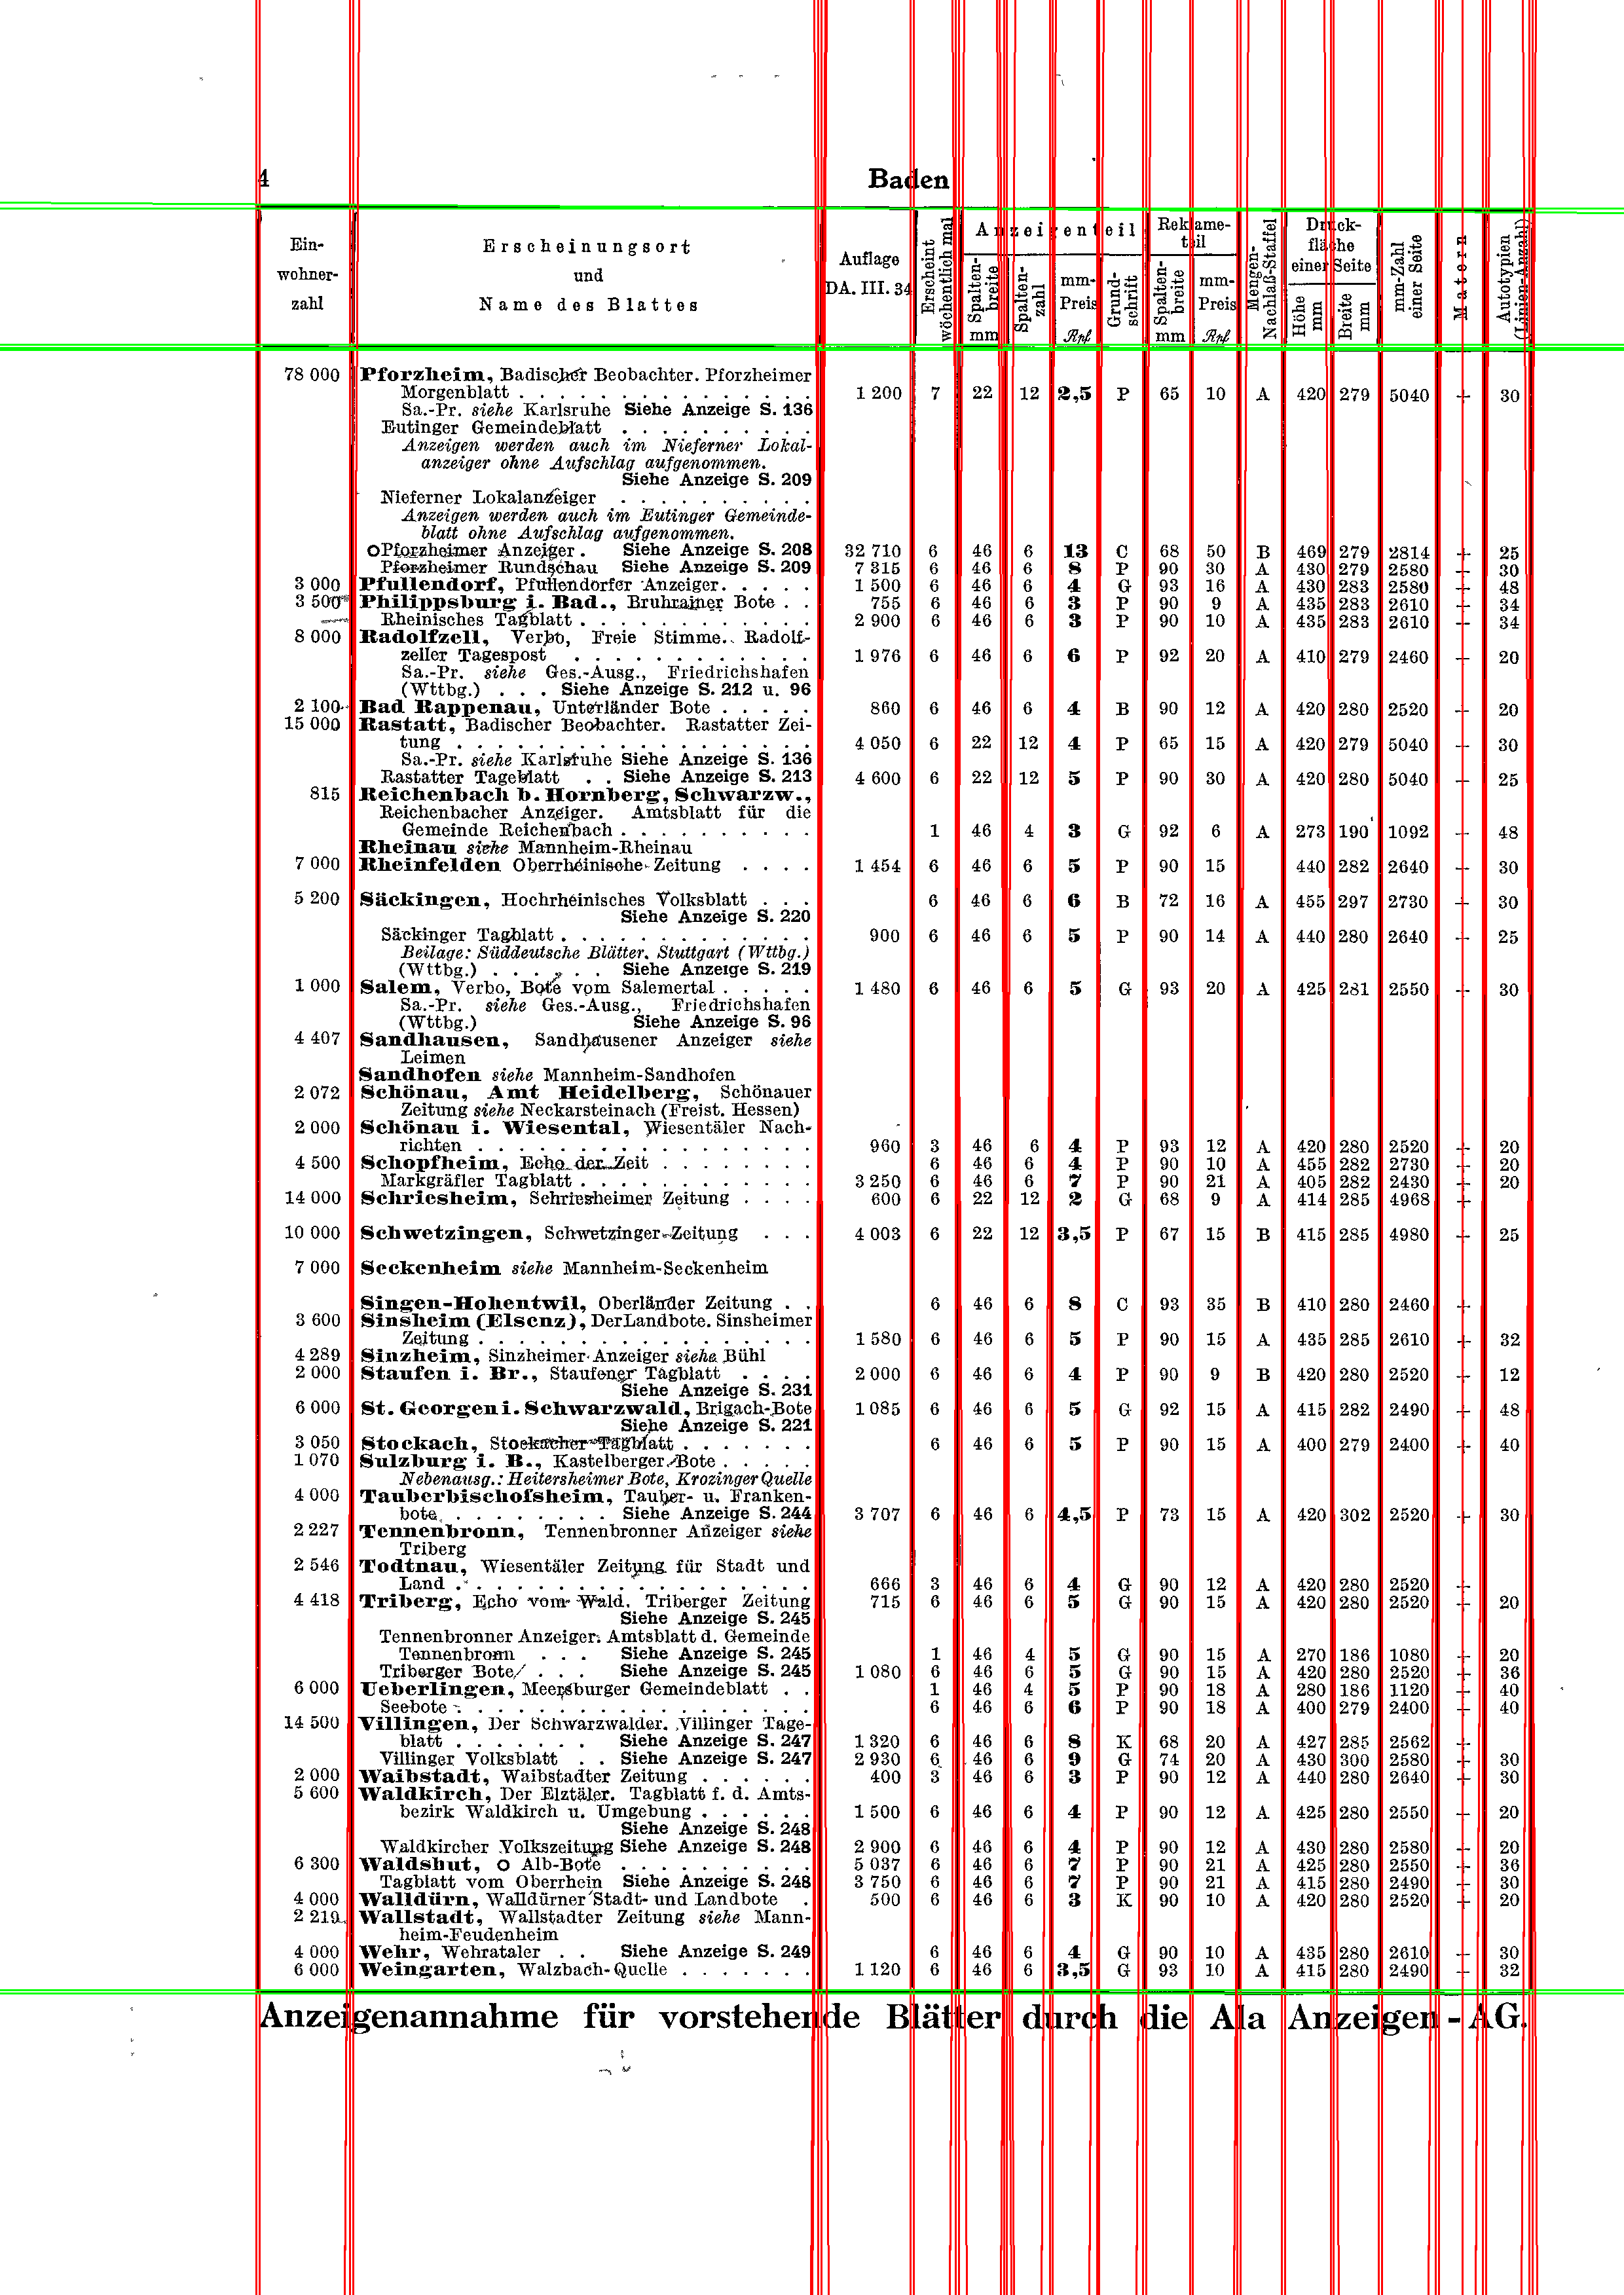 4
Baden
Ein-
wohner-
zahl
Erscheinungsort
und
Name des Blattes
Auflage
DA. III. 34
Erscheint
wöchentlich mal
Anzeigenteil
Spalten-
breite
mm
Spalten-
zahl
mm-
Preis
Rpf
Grund-
schrift
Reklame-
teil
Spalten-
breite
mm
mm-
Preis
Rpf
Mengen-
Nachlaß-Staffel
Druck-
fläche
einer Seite
Höhe
mm
Breite
mm
mm-Zahl
einer Seite
Matern
Autotypien
(Linien-Anzahl)
78 000 Pforzheim, Badischer Beobachter. Pforzheimer
Morgenblatt . . . 1 200 7 22 12 2,5 P 65 10 A 420 279 5040 + 30
Sa.-Pr. siehe Karlsruhe Siehe Anzeige S. 136
Eutinger Gemeindeblatt . . .
Anzeigen werden auch im Nieferner Lokal-
anzeiger ohne Aufschlag aufgenommen.
Siehe Anzeige S. 209
Nieferner Lokalanzeiger . . .
Anzeigen werden auch im Eutinger Gemeinde-
blatt ohne Aufschlag aufgenommen.
OPforzheimer Anzeiger . Siehe Anzeige S. 208 32 710 6 46 6 13 C 68 50 B 469 279 2814 + 25
Pforzheimer Rundschau Siehe Anzeige S. 209 7 315 6 46 6 8 P 90 30 A 430 279 2580 + 30
3 000 Pfullendorf, Pfullendorfer Anzeiger . . . 1 500 6 46 6 4 G 93 16 A 430 283 2580 + 48
3 500 Philippsburg i. Bad., Bruhrainer Bote . . 755 6 46 6 3 P 90 9 A 435 283 2610 + 34
Rheinisches Tagblatt . . . 2 900 6 46 6 3 P 90 10 A 435 283 2610 + 34
8 000 Radolfzell, Verbo, Freie Stimme. Radolf-
zeller Tagespost . . . 1 976 6 46 6 6 P 92 20 A 410 279 2460 + 20
Sa.-Pr. siehe Ges.-Ausg., Friedrichshafen
(Wttbg.) . . . Siehe Anzeige S. 212 u. 96
2 100 Bad Rappenau, Unterländer Bote . . . 860 6 46 6 4 B 90 12 A 420 280 2520 + 20
15 000 Rastatt, Badischer Beobachter. Rastatter Zei-
tung . . . 4 050 6 22 12 4 P 65 15 A 420 279 5040 + 30
Sa.-Pr. siehe Karlsruhe Siehe Anzeige S. 136
Rastatter Tageblatt . . Siehe Anzeige S. 213 4 600 6 22 12 5 P 90 30 A 420 280 5040 + 25
815 Reichenbach b. Hornberg, Schwarzw.,
Reichenbacher Anzeiger. Amtsblatt für die
Gemeinde Reichenbach . . . 1 46 4 3 G 92 6 A 273 190 1092 + 48
Rheinau siehe Mannheim-Rheinau
7 000 Rheinfelden Oberrheinische Zeitung . . . . 1 454 6 46 6 5 P 90 15 440 282 2640 + 30
5 200 Säckingen, Hochrheinisches Volksblatt . . . 6 46 6 6 B 72 16 A 455 297 2730 + 30
Siehe Anzeige S. 220
Säckinger Tagblatt . . . 900 6 46 6 5 P 90 14 A 440 280 2640 + 25
Beilage: Süddeutsche Blätter. Stuttgart (Wttbg.)
(Wttbg.) . . . Siehe Anzeige S. 219
1 000 Salem, Verbo, Bote vom Salemertal . . . 1 480 6 46 6 5 G 93 20 A 425 281 2550 + 30
Sa.-Pr. siehe Ges.-Ausg., Friedrichshafen
(Wttbg.) Siehe Anzeige S. 96
4 407 Sandhausen, Sandhausener Anzeiger siehe
Leimen
Sandhofen siehe Mannheim-Sandhofen
2 072 Schönau, Amt Heidelberg, Schönauer
Zeitung siehe Neckarsteinach (Freist. Hessen)
2 000 Schönau i. Wiesental, Wiesentäler Nach-
richten . . . 960 3 46 6 4 P 93 12 A 420 280 2520 + 20
4 500 Schopfheim, Echo der Zeit . . . 6 46 6 4 P 90 10 A 455 282 2730 + 20
Markgräfler Tagblatt . . . 3 250 6 46 6 7 P 90 21 A 405 282 2430 + 20
14 000 Schriesheim, Schriesheimer Zeitung . . . . 600 6 22 12 2 G 68 9 A 414 285 4968 +
10 000 Schwetzingen, Schwetzinger Zeitung . . . 4 003 6 22 12 3,5 P 67 15 B 415 285 4980 + 25
7 000 Seckenheim siehe Mannheim-Seckenheim
Singen-Hohentwil, Oberländer Zeitung . . 6 46 6 8 C 93 35 B 410 280 2460 +
3 600 Sinsheim (Elsenz), Der Landbote. Sinsheimer
Zeitung . . . 1 580 6 46 6 5 P 90 15 A 435 285 2610 + 32
4 289 Sinzheim, Sinzheimer Anzeiger siehe Bühl
2 000 Staufen i. Br., Staufener Tagblatt . . . . 2 000 6 46 6 4 P 90 9 B 420 280 2520 + 12
Siehe Anzeige S. 231
6 000 St. Georgen i. Schwarzwald, Brigach-Bote 1 085 6 46 6 5 G 92 15 A 415 282 2490 + 48
Siehe Anzeige S. 221
3 050 Stockach, Stockacher Tagblatt . . . 6 46 6 5 P 90 15 A 400 279 2400 + 40
1 070 Sulzburg i. B., Kastelberger Bote . . .
Nebenausg.: Heitersheimer Bote, Krozinger Quelle
4 000 Tauberbischofsheim, Tauber- u. Franken-
bote . . . Siehe Anzeige S. 244 3 707 6 46 6 4,5 P 73 15 A 420 302 2520 + 30
2 227 Tennenbronn, Tennenbronner Anzeiger siehe
Triberg
2 546 Todtnau, Wiesentäler Zeitung für Stadt und
Land . . . 666 3 46 6 4 G 90 12 A 420 280 2520 +
4 418 Triberg, Echo vom Wald. Triberger Zeitung 715 6 46 6 5 G 90 15 A 420 280 2520 + 20
Siehe Anzeige S. 245
Tennenbronner Anzeiger. Amtsblatt d. Gemeinde
Tennenbronn . . . Siehe Anzeige S. 245 1 46 4 5 G 90 15 A 270 186 1080 + 20
Triberger Bote . . . Siehe Anzeige S. 245 1 080 6 46 6 5 G 90 15 A 420 280 2520 + 36
6 000 Ueberlingen, Meersburger Gemeindeblatt . . 1 46 4 5 P 90 18 A 280 186 1120 + 40
Seebote . . . 6 46 6 6 P 90 18 A 400 279 2400 + 40
14 500 Villingen, Der Schwarzwalder. Villinger Tage-
blatt . . . Siehe Anzeige S. 247 1 320 6 46 6 8 K 68 20 A 427 285 2562 +
Villinger Volksblatt . . Siehe Anzeige S. 247 2 930 6 46 6 9 G 74 20 A 430 300 2580 + 30
2 000 Waibstadt, Waibstadter Zeitung . . . 400 3 46 6 3 P 90 12 A 440 280 2640 + 30
5 600 Waldkirch, Der Elztäler. Tagblatt f. d. Amts-
bezirk Waldkirch u. Umgebung . . . 1 500 6 46 6 4 P 90 12 A 425 280 2550 + 20
Siehe Anzeige S. 248
Waldkircher Volkszeitung Siehe Anzeige S. 248 2 900 6 46 6 4 P 90 12 A 430 280 2580 + 20
6 300 Waldshut, O Alb-Bote . . . 5 037 6 46 6 7 P 90 21 A 425 280 2550 + 36
Tagblatt vom Oberrhein Siehe Anzeige S. 248 3 750 6 46 6 7 P 90 21 A 415 280 2490 + 30
4 000 Walldürn, Walldürner Stadt- und Landbote . 500 6 46 6 3 K 90 10 A 420 280 2520 + 20
2 219 Wallstadt, Wallstadter Zeitung siehe Mann-
heim-Feudenheim
4 000 Wehr, Wehrataler . . Siehe Anzeige S. 249 6 46 6 4 G 90 10 A 435 280 2610 + 30
6 000 Weingarten, Walzbach-Quelle . . . 1 120 6 46 6 3,5 G 93 10 A 415 280 2490 + 32
Anzeigenannahme für vorstehende Blätter durch die Ala Anzeigen-AG.